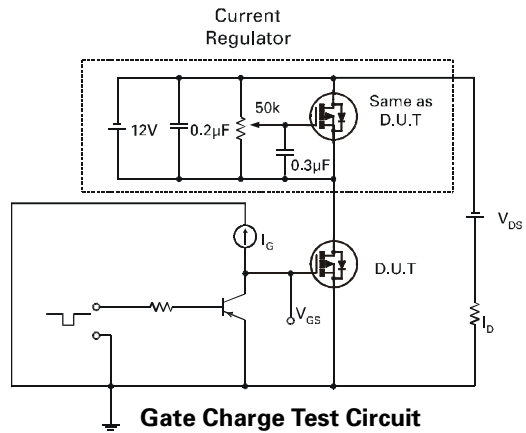 Current
Regulator
12V
0.2µF
50k
0.3µF
Same as
D.U.T
I_G
V_GS
D.U.T
V_DS
I_D
Gate Charge Test Circuit